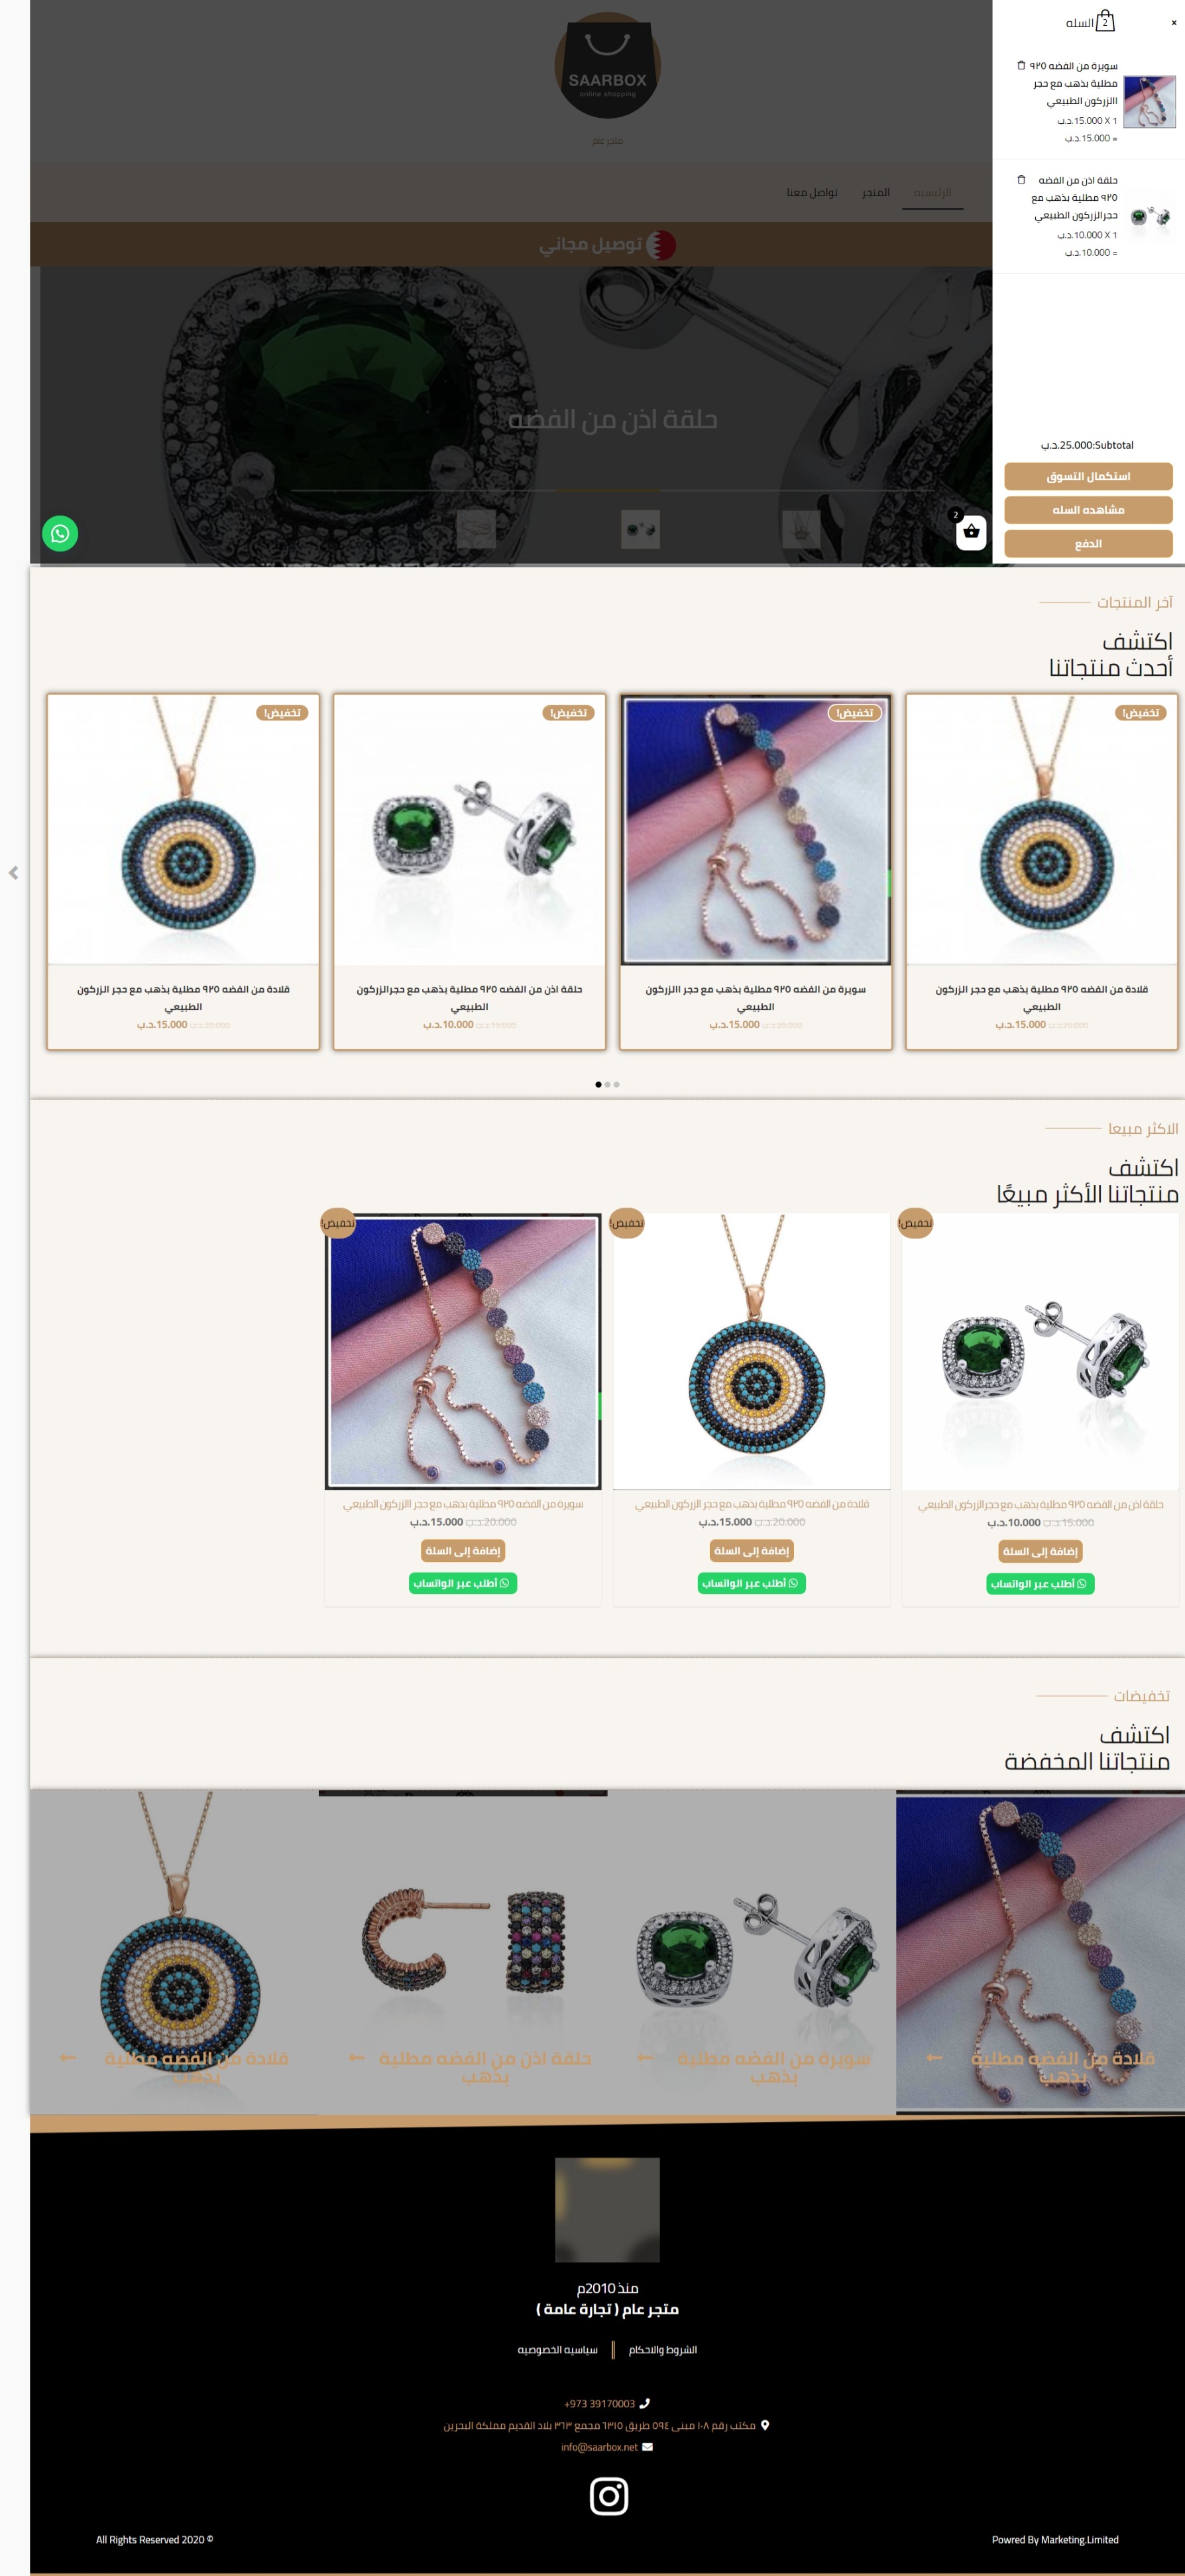 ×
2
السله
سويرة من الفضه ٩٢٥
مطلية بذهب مع حجر
االزركون الطبيعي
1 X 15.000.د.ب
= 15.000.د.ب
حلقة اذن من الفضه
٩٢٥ مطلية بذهب مع
حجرالزركون الطبيعي
1 X 10.000.د.ب
= 10.000.د.ب
Subtotal:25.000.د.ب
استكمال التسوق
مشاهده السله
الدفع
2
SAARBOX
online shopping
متجر عام
الرئيسيه
المتجر
تواصل معنا
توصيل مجاني
حلقة اذن من الفضه
آخر المنتجات
اكتشف
أحدث منتجاتنا
تخفيض!
تخفيض!
تخفيض!
تخفيض!
قلادة من الفضه ٩٢٥ مطلية بذهب مع حجر الزركون
الطبيعي
20.000.د.ب 15.000.د.ب
سويرة من الفضه ٩٢٥ مطلية بذهب مع حجر االزركون
الطبيعي
20.000.د.ب 15.000.د.ب
حلقة اذن من الفضه ٩٢٥ مطلية بذهب مع حجرالزركون
الطبيعي
15.000.د.ب 10.000.د.ب
قلادة من الفضه ٩٢٥ مطلية بذهب مع حجر الزركون
الطبيعي
20.000.د.ب 15.000.د.ب
الاكثر مبيعا
اكتشف
منتجاتنا الأكثر مبيعًا
تخفيض!
تخفيض!
تخفيض!
حلقة اذن من الفضه ٩٢٥ مطلية بذهب مع حجرالزركون الطبيعي
15.000.د.ب 10.000.د.ب
إضافة إلى السلة
أطلب عبر الواتساب
قلادة من الفضه ٩٢٥ مطلية بذهب مع حجر الزركون الطبيعي
20.000.د.ب 15.000.د.ب
إضافة إلى السلة
أطلب عبر الواتساب
سويرة من الفضه ٩٢٥ مطلية بذهب مع حجر االزركون الطبيعي
20.000.د.ب 15.000.د.ب
إضافة إلى السلة
أطلب عبر الواتساب
تخفيضات
اكتشف
منتجاتنا المخفضة
قلادة من الفضه مطلية
بذهب
سويرة من الفضه مطلية
بذهب
حلقة اذن من الفضه مطلية
بذهب
قلادة من الفضه مطلية
بذهب
منذ 2010م
متجر عام ( تجارة عامة )
الشروط والاحكام
سياسيه الخصوصيه
+973 39170003
مكتب رقم ١٠٨ مبنى ٥٩٤ طريق ٦٣١٥ مجمع ٣٦٣ بلاد القديم مملكة البحرين
info@saarbox.net
Powred By Marketing.Limited
All Rights Reserved 2020 ©